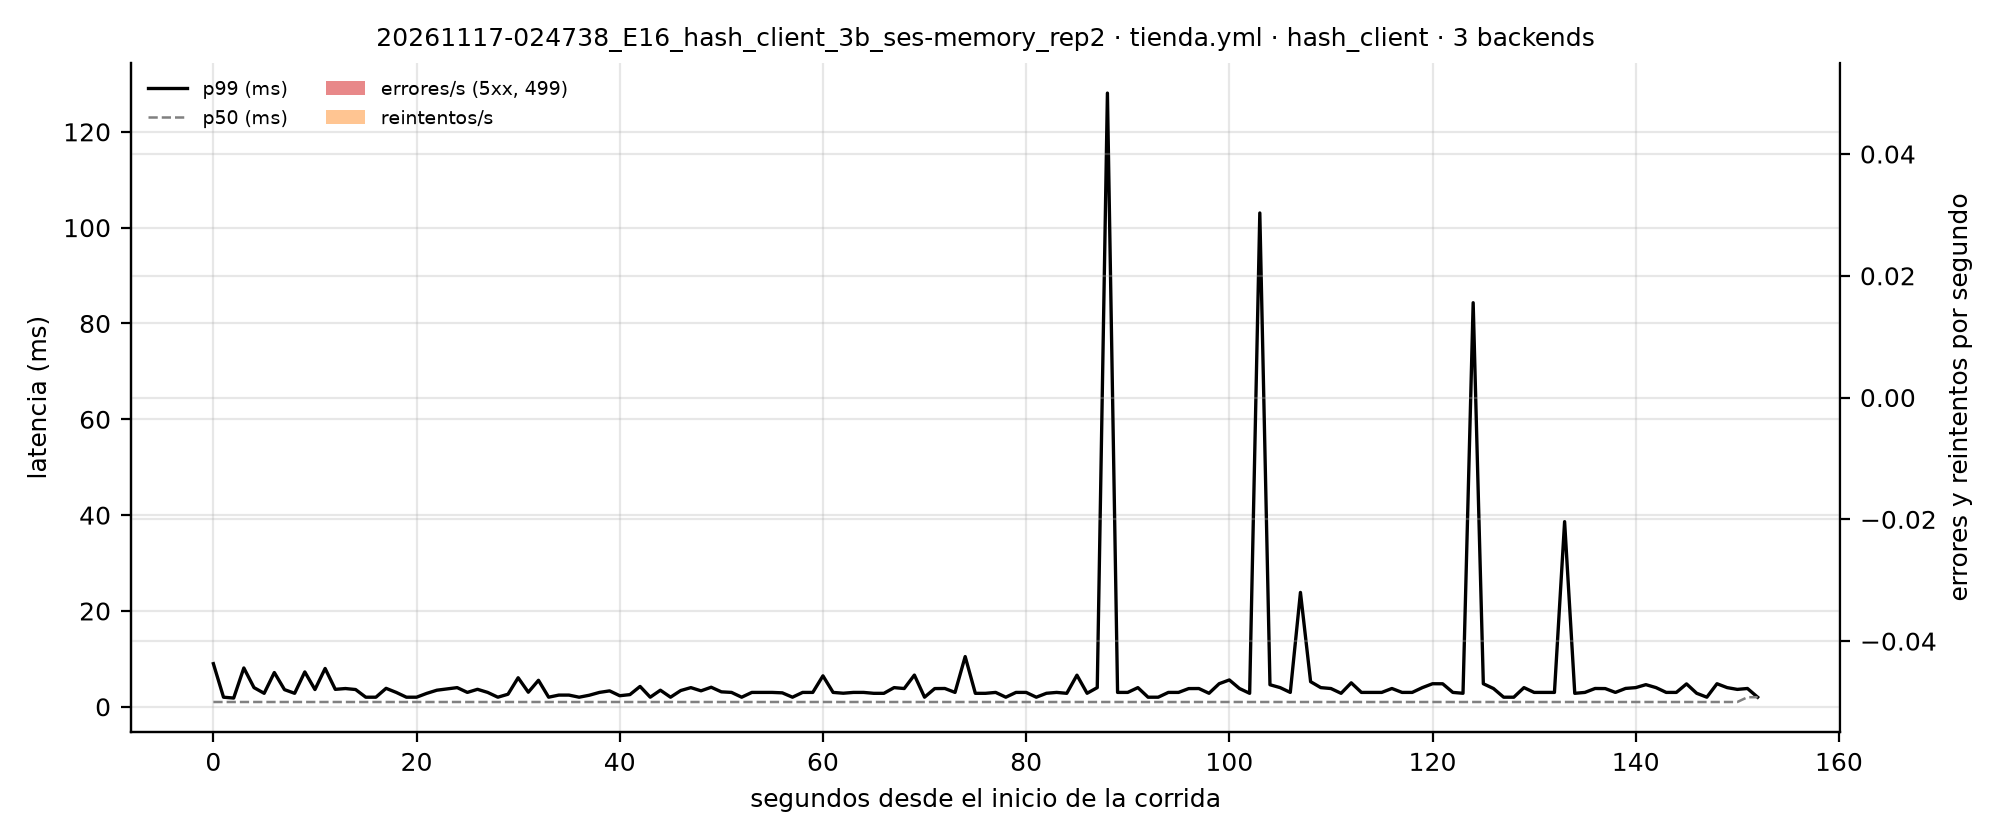 20261117-024738_E16_hash_client_3b_ses-memory_rep2 · tienda.yml · hash_client · 3 backends
p99 (ms)
p50 (ms)
errores/s (5xx, 499)
reintentos/s
latencia (ms)
120
100
80
60
40
20
0
0.04
0.02
0.00
−0.02
−0.04
errores y reintentos por segundo
0 20 40 60 80 100 120 140 160
segundos desde el inicio de la corrida